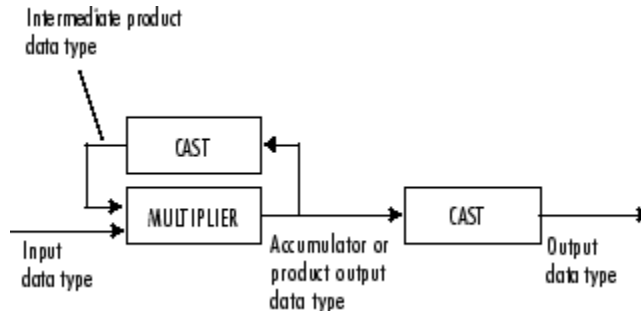 Intermediate product
data type
CAST
MULTIPLIER
CAST
Input
data type
Accumulator or
product output
data type
Output
data type